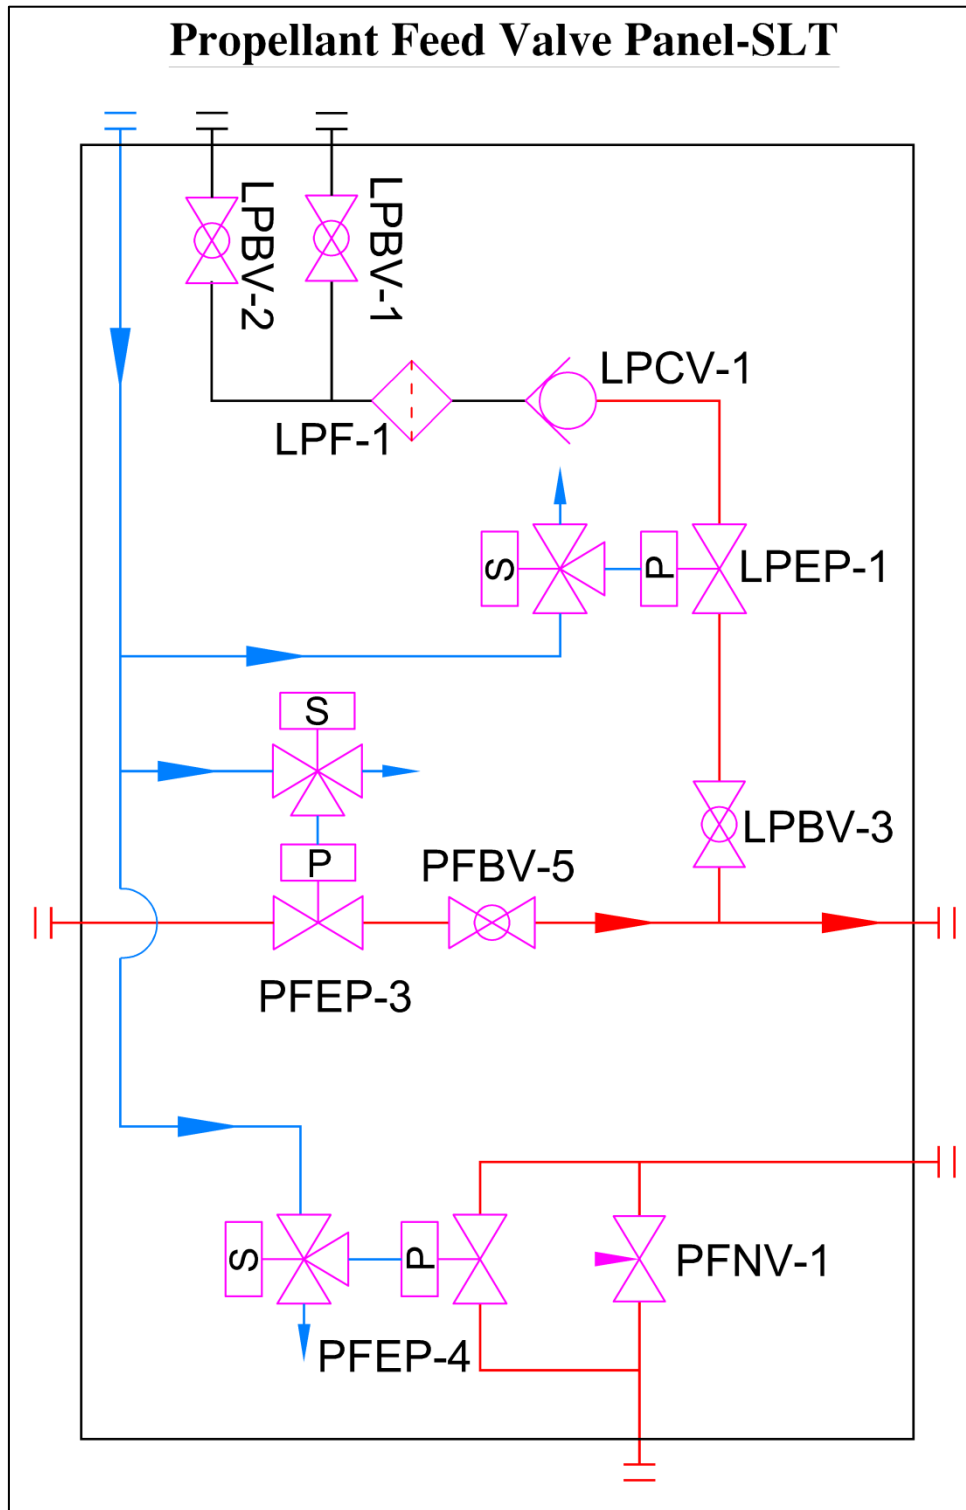 Propellant Feed Valve Panel-SLT
LPBV-2
LPBV-1
LPCV-1
LPF-1
S
P
LPEP-1
S
P
LPBV-3
PFBV-5
PFEP-3
S
P
PFNV-1
PFEP-4